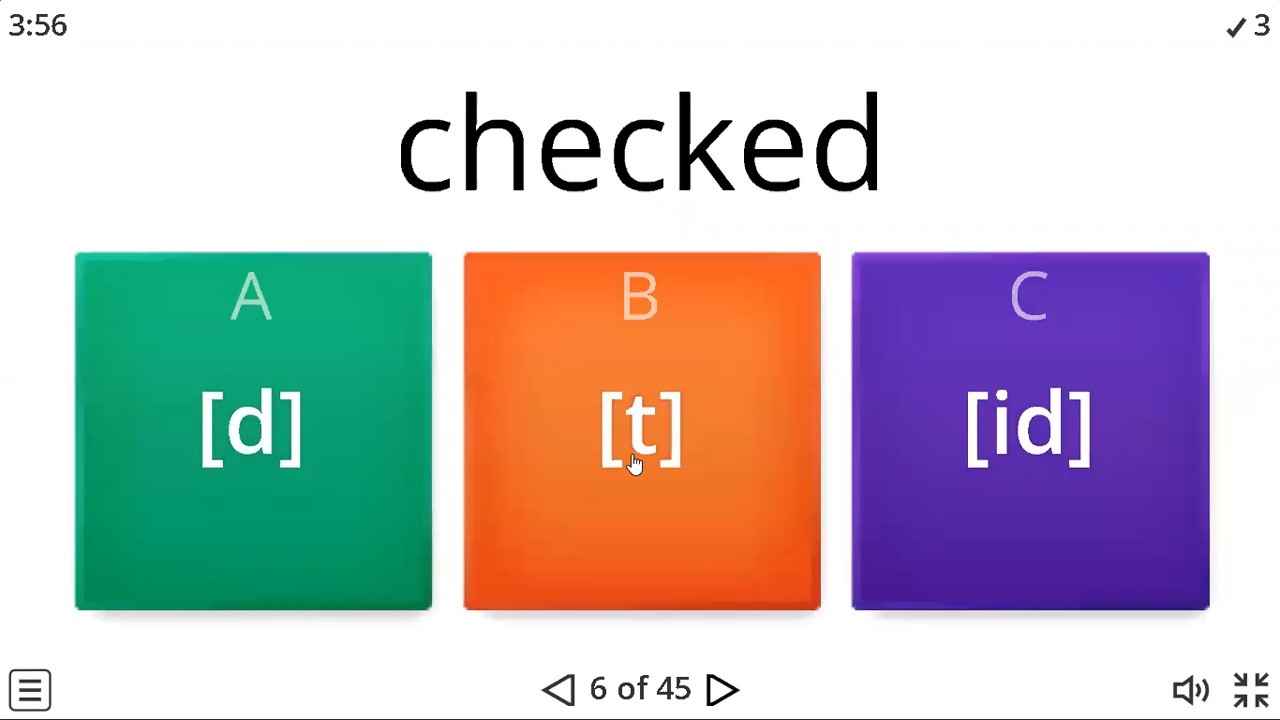 3:56
✓ 3
checked
A
B
C
[d]
[t]
[id]
6 of 45